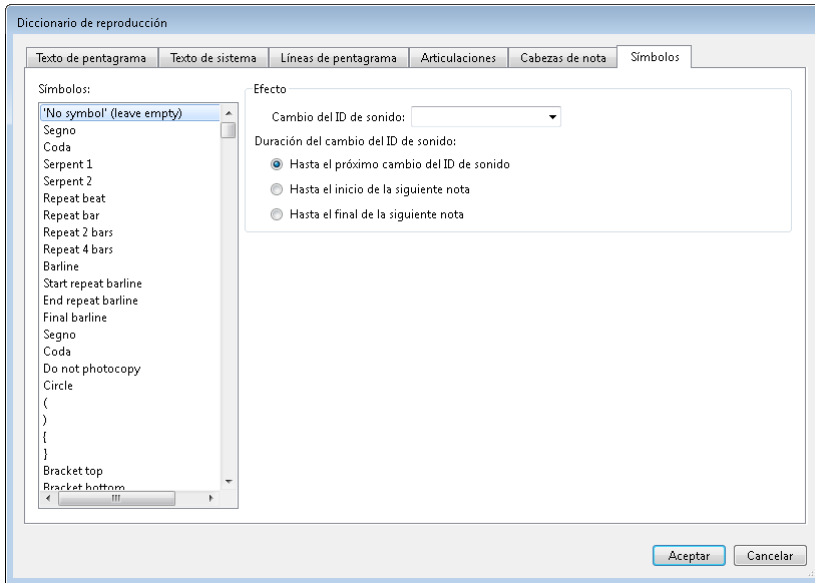 Diccionario de reproducción
Texto de pentagrama Texto de sistema Líneas de pentagrama Articulaciones Cabezas de nota Símbolos
Símbolos:
'No symbol' (leave empty)
Segno
Coda
Serpent 1
Serpent 2
Repeat beat
Repeat bar
Repeat 2 bars
Repeat 4 bars
Barline
Start repeat barline
End repeat barline
Final barline
Segno
Coda
Do not photocopy
Circle
(
)
{
}
Bracket top
Bracket bottom
Efecto
Cambio del ID de sonido:
Duración del cambio del ID de sonido:
Hasta el próximo cambio del ID de sonido
Hasta el inicio de la siguiente nota
Hasta el final de la siguiente nota
Aceptar Cancelar